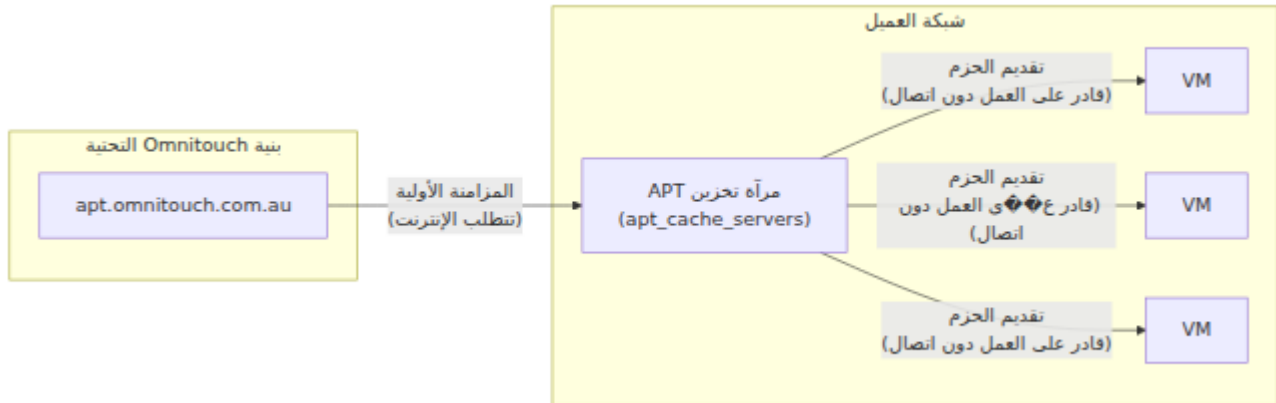 شبكة العميل
بنية Omnitouch التحتية
apt.omnitouch.com.au
المزامنة الأولية
(تتطلب الإنترنت)
مرآة تخزين APT
(apt_cache_servers)
تقديم الحزم
(قادر على العمل دون اتصال)
VM
تقديم الحزم
(قادر ع��ى العمل دون
اتصال)
VM
تقديم الحزم
(قادر على العمل دون اتصال)
VM